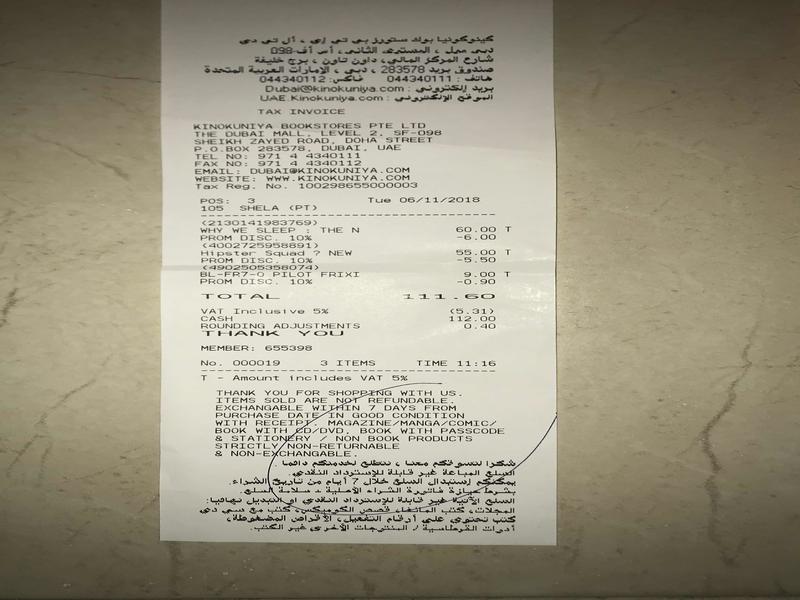 كينوكونيا بوك ستورز بي تي إي ، أل تي دي
دبي مول ، المستوى الثاني ، أس أف-098
شارع المركز المالي، داون تاون ، برج خليفة
صندوق بريد 283578 ، دبي ، الإمارات العربية المتحدة
هاتف : 044340111 فاكس: 044340112
بريد إلكتروني : Dubai@kinokuniya.com
الموقع الإلكتروني : UAE.Kinokuniya.com
TAX INVOICE
KINOKUNIYA BOOKSTORES PTE LTD
THE DUBAI MALL, LEVEL 2, SF-098
SHEIKH ZAYED ROAD, DOHA STREET
P.O.BOX 283578, DUBAI, UAE
TEL NO: 971 4 4340111
FAX NO: 971 4 4340112
EMAIL: DUBAI@KINOKUNIYA.COM
WEBSITE: WWW.KINOKUNIYA.COM
Tax Reg. No. 100298655000003
POS: 3 Tue 06/11/2018
105 SHELA (PT)
(2130141983769)
WHY WE SLEEP : THE N 60.00 T
PROM DISC. 10% -6.00
(4002725958891)
Hipster Squad ? NEW 55.00 T
PROM DISC. 10% -5.50
(4902505358074)
BL-FR7-O PILOT FRIXI 9.00 T
PROM DISC. 10% -0.90
TOTAL 111.60
VAT Inclusive 5% (5.31)
CASH 112.00
ROUNDING ADJUSTMENTS 0.40
THANK YOU
MEMBER: 655398
No. 000019 3 ITEMS TIME 11:16
T - Amount includes VAT 5%
THANK YOU FOR SHOPPING WITH US.
ITEMS SOLD ARE NOT REFUNDABLE.
EXCHANGABLE WITHIN 7 DAYS FROM
PURCHASE DATE IN GOOD CONDITION
WITH RECEIPT. MAGAZINE/MANGA/COMIC/
BOOK WITH CD/DVD, BOOK WITH PASSCODE
& STATIONERY / NON BOOK PRODUCTS
STRICTLY NON-RETURNABLE
& NON-EXCHANGABLE.
شكرا لتسوقكم معنا ، نتطلع لخدمتكم دائما
السلع المباعة غير قابلة للإسترداد النقدي.
يمكنكم إستبدال السلع خلال 7 أيام من تاريخ الشراء.
بشرط حيازة فاتورة الشراء الأصلية + سلامة السلع.
السلع الآتية غير قابلة للإسترداد النقدي او التبديل نهائيا:
المجلات، كتب المانغا، قصص الكوميكس، كتب مع سي دي
كتب تحتوي على أرقام التفعيل، الأقراص المضغوطة،
أدوات القرطاسية / المنتوجات الأخرى غير الكتب.